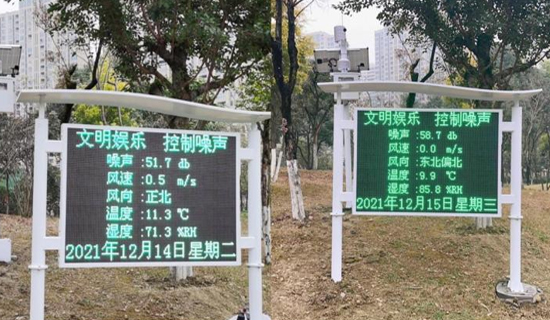 文明娱乐 控制噪声
噪声:51.7 db
风速:0.5 m/s
风向:正北
温度:11.3 ℃
湿度:71.3 %RH
2021年12月14日星期二
文明娱乐 控制噪声
噪声:58.7 db
风速:0.0 m/s
风向:东北偏北
温度:9.9 ℃
湿度:85.8 %RH
2021年12月15日星期三